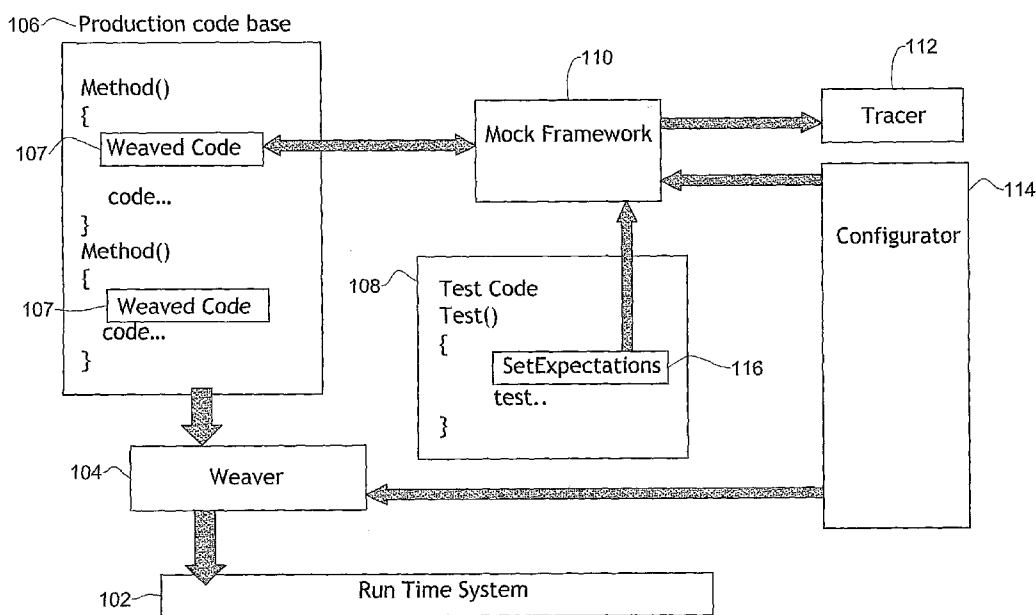 106
Production code base
Method()
{
107
Weaved Code
code...
}
Method()
{
107
Weaved Code
code...
}
110
Mock Framework
112
Tracer
114
Configurator
108
Test Code
Test()
{
SetExpectations
116
test..
}
104
Weaver
102
Run Time System